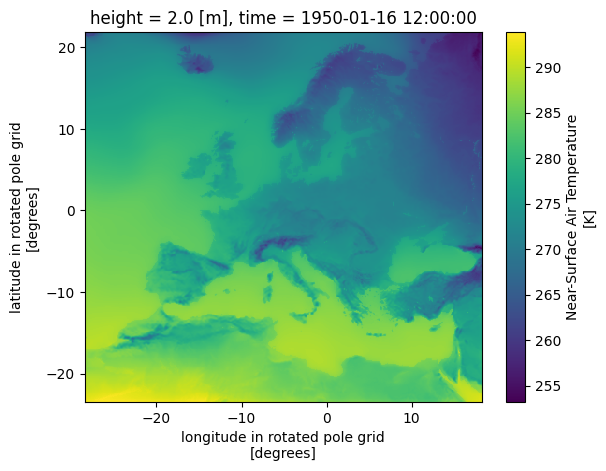 height = 2.0 [m], time = 1950-01-16 12:00:00
20
10
0
−10
−20
latitude in rotated pole grid
[degrees]
−20
−10
0
10
longitude in rotated pole grid
[degrees]
290
285
280
275
270
265
260
255
Near-Surface Air Temperature
[K]